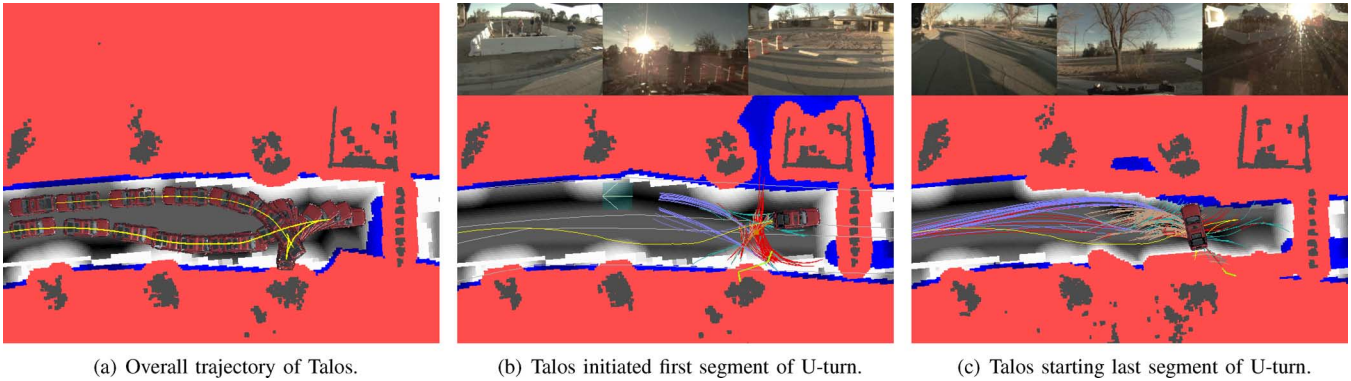 (a) Overall trajectory of Talos.
(b) Talos initiated first segment of U-turn.
(c) Talos starting last segment of U-turn.